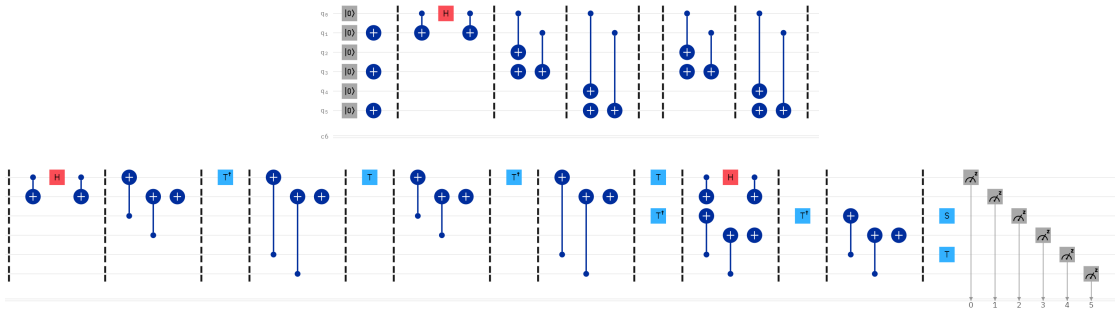 q₀ |0⟩ H
q₁ |0⟩
q₂ |0⟩
q₃ |0⟩
q₄ |0⟩
q₅ |0⟩
c6
H T† T T† T H z
z
T† T† S z
z
T z
z
0 1 2 3 4 5